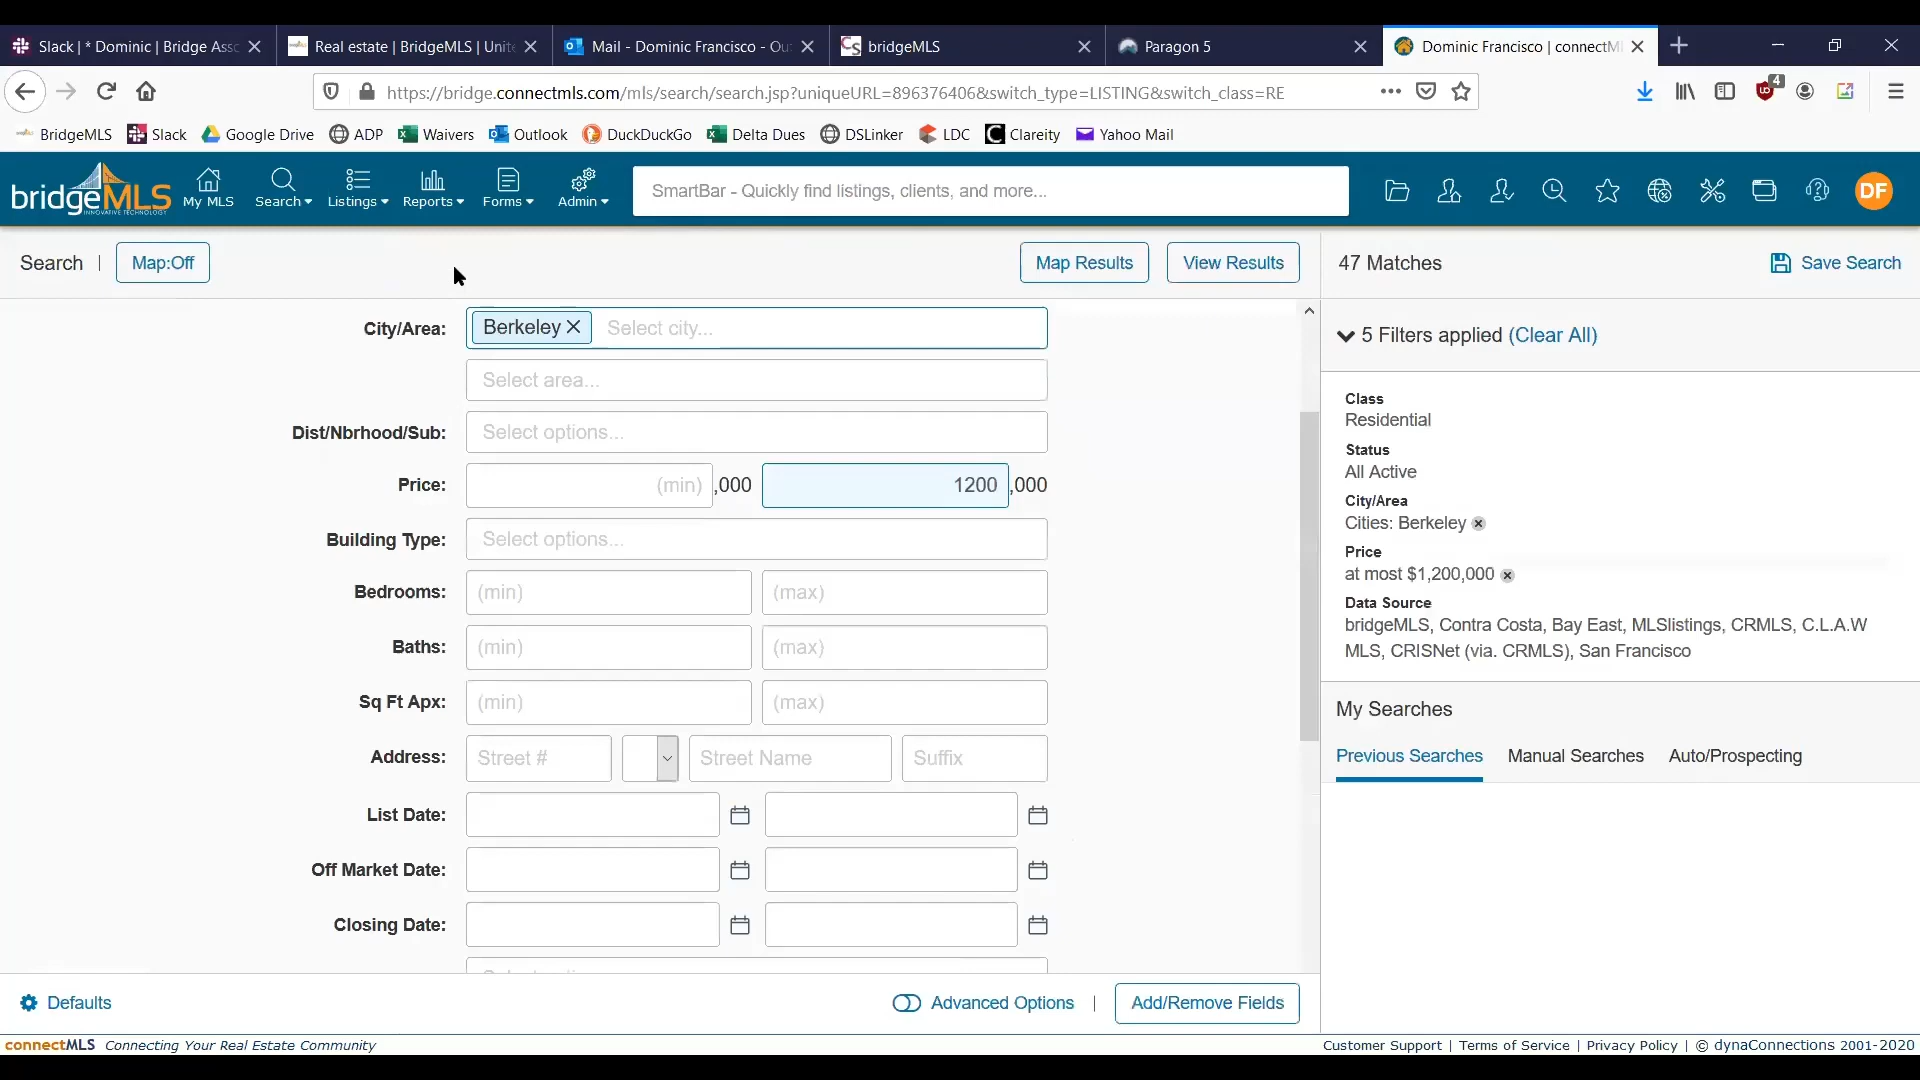 Slack | * Dominic | Bridge Asso
Real estate | BridgeMLS | Unite
Mail - Dominic Francisco - Ou
bridgeMLS
Paragon 5
Dominic Francisco | connectML
https://bridge.connectmls.com/mls/search/search.jsp?uniqueURL=896376406&switch_type=LISTING&switch_class=RE
4
BridgeMLS
Slack
Google Drive
ADP
Waivers
Outlook
DuckDuckGo
Delta Dues
DSLinker
LDC
Clareity
Yahoo Mail
bridgeMLS
INNOVATIVE TECHNOLOGY
My MLS
Search
Listings
Reports
Forms
Admin
SmartBar - Quickly find listings, clients, and more...
DF
Search |
Map:Off
Map Results
View Results
47 Matches
Save Search
City/Area:
Berkeley
Select city...
Select area...
Dist/Nbrhood/Sub:
Select options...
Price:
(min) ,000
1200 ,000
Building Type:
Select options...
Bedrooms:
(min)
(max)
Baths:
(min)
(max)
Sq Ft Apx:
(min)
(max)
Address:
Street #
Street Name
Suffix
List Date:
Off Market Date:
Closing Date:
5 Filters applied (Clear All)
Class
Residential
Status
All Active
City/Area
Cities: Berkeley
Price
at most $1,200,000
Data Source
bridgeMLS, Contra Costa, Bay East, MLSlistings, CRMLS, C.L.A.W
MLS, CRISNet (via. CRMLS), San Francisco
My Searches
Previous Searches
Manual Searches
Auto/Prospecting
Defaults
Advanced Options |
Add/Remove Fields
connectMLS Connecting Your Real Estate Community
Customer Support | Terms of Service | Privacy Policy | © dynaConnections 2001-2020